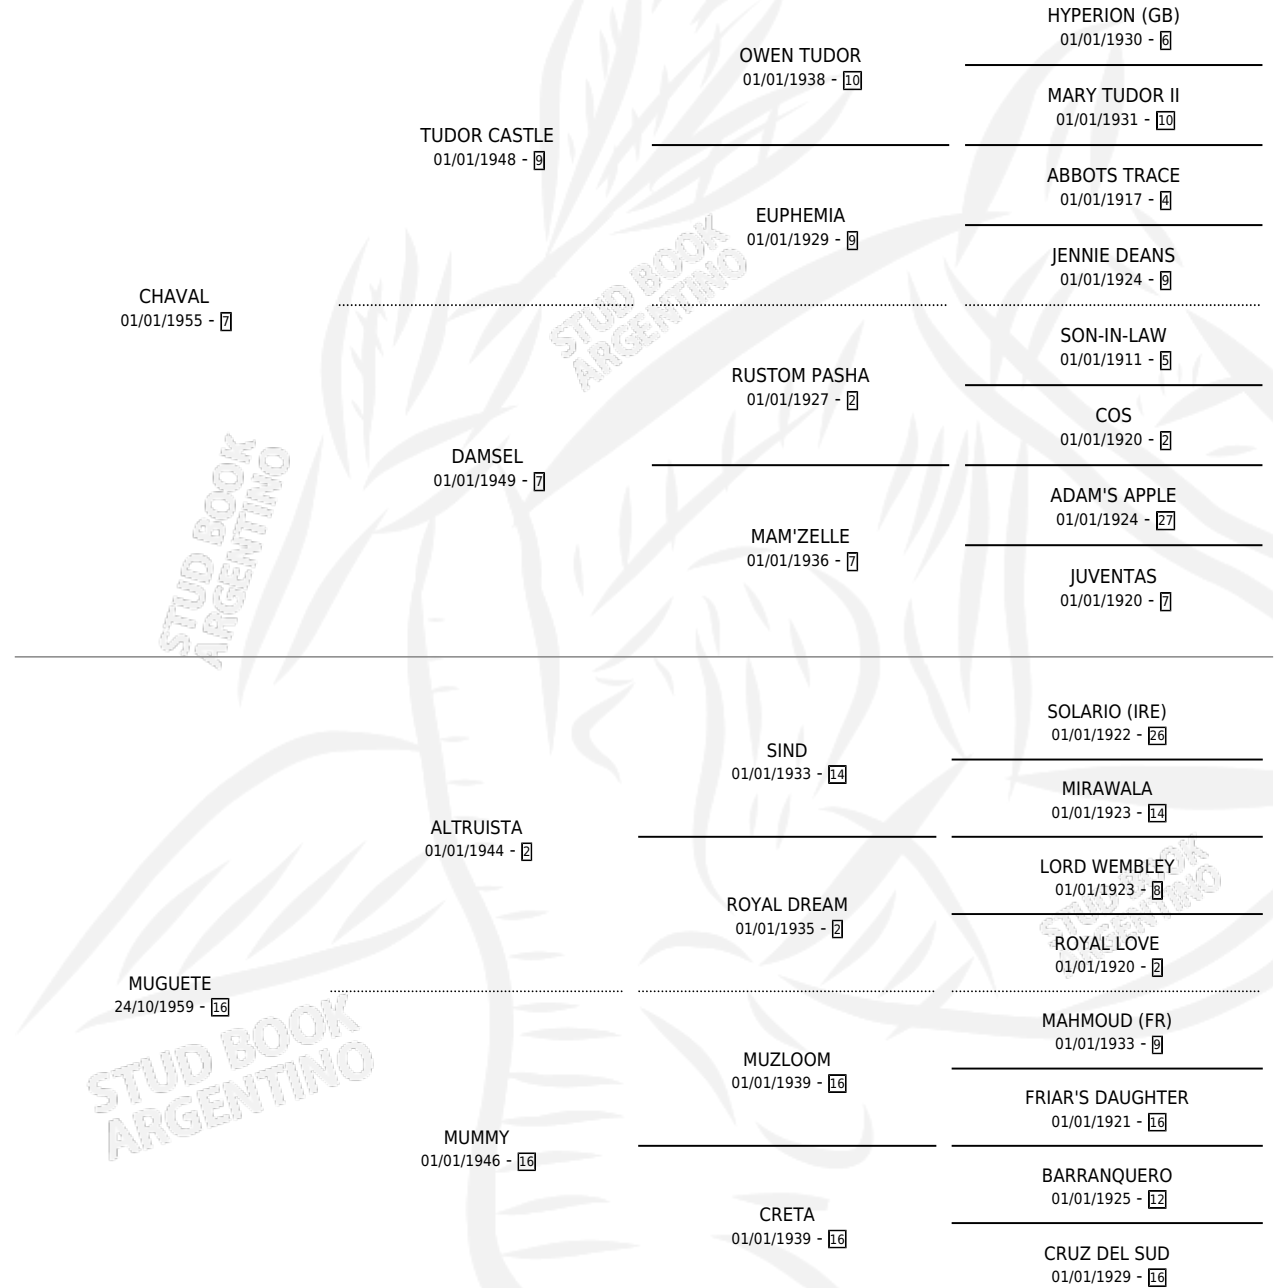 HYPERION (GB)
01/01/1930 - 6
OWEN TUDOR
01/01/1938 - 10
MARY TUDOR II
01/01/1931 - 10
TUDOR CASTLE
01/01/1948 - 9
ABBOTS TRACE
01/01/1917 - 4
EUPHEMIA
01/01/1929 - 9
JENNIE DEANS
01/01/1924 - 9
CHAVAL
01/01/1955 - 7
SON-IN-LAW
01/01/1911 - 5
RUSTOM PASHA
01/01/1927 - 2
COS
01/01/1920 - 2
DAMSEL
01/01/1949 - 7
ADAM'S APPLE
01/01/1924 - 27
MAM'ZELLE
01/01/1936 - 7
JUVENTAS
01/01/1920 - 7
STUD BOOK
ARGENTINO
STUD BOOK
ARGENTINO
SOLARIO (IRE)
01/01/1922 - 26
SIND
01/01/1933 - 14
MIRAWALA
01/01/1923 - 14
ALTRUISTA
01/01/1944 - 2
LORD WEMBLEY
01/01/1923 - 8
ROYAL DREAM
01/01/1935 - 2
ROYAL LOVE
01/01/1920 - 2
MUGUETE
24/10/1959 - 16
MAHMOUD (FR)
01/01/1933 - 9
MUZLOOM
01/01/1939 - 16
FRIAR'S DAUGHTER
01/01/1921 - 16
MUMMY
01/01/1946 - 16
BARRANQUERO
01/01/1925 - 12
CRETA
01/01/1939 - 16
CRUZ DEL SUD
01/01/1929 - 16
STUD BOOK
ARGENTINO
STUD BOOK
ARGENTINO